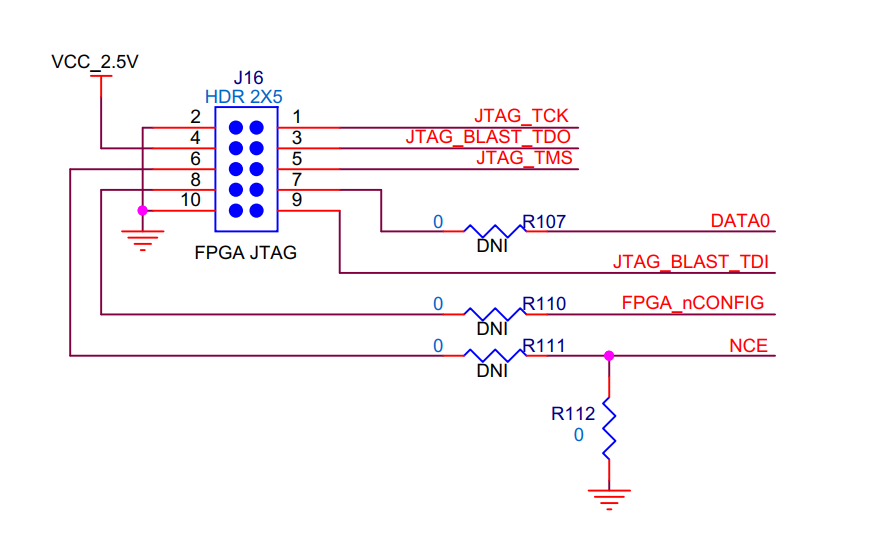 VCC_2.5V
J16
HDR 2X5
2
1
JTAG_TCK
4
3
JTAG_BLAST_TDO
6
5
JTAG_TMS
8
7
10
9
0
R107
DATA0
DNI
FPGA JTAG
JTAG_BLAST_TDI
0
R110
FPGA_nCONFIG
DNI
0
R111
NCE
DNI
R112
0